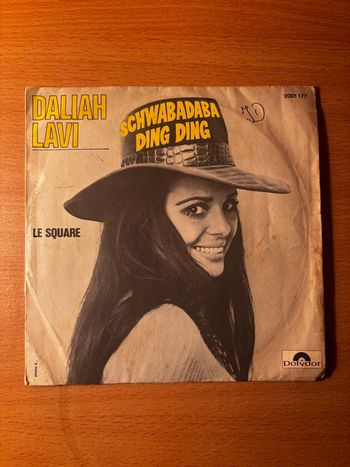 DALIAH
LAVI
SCHWABADABA
DING DING
2001 177
LE SQUARE
Polydor